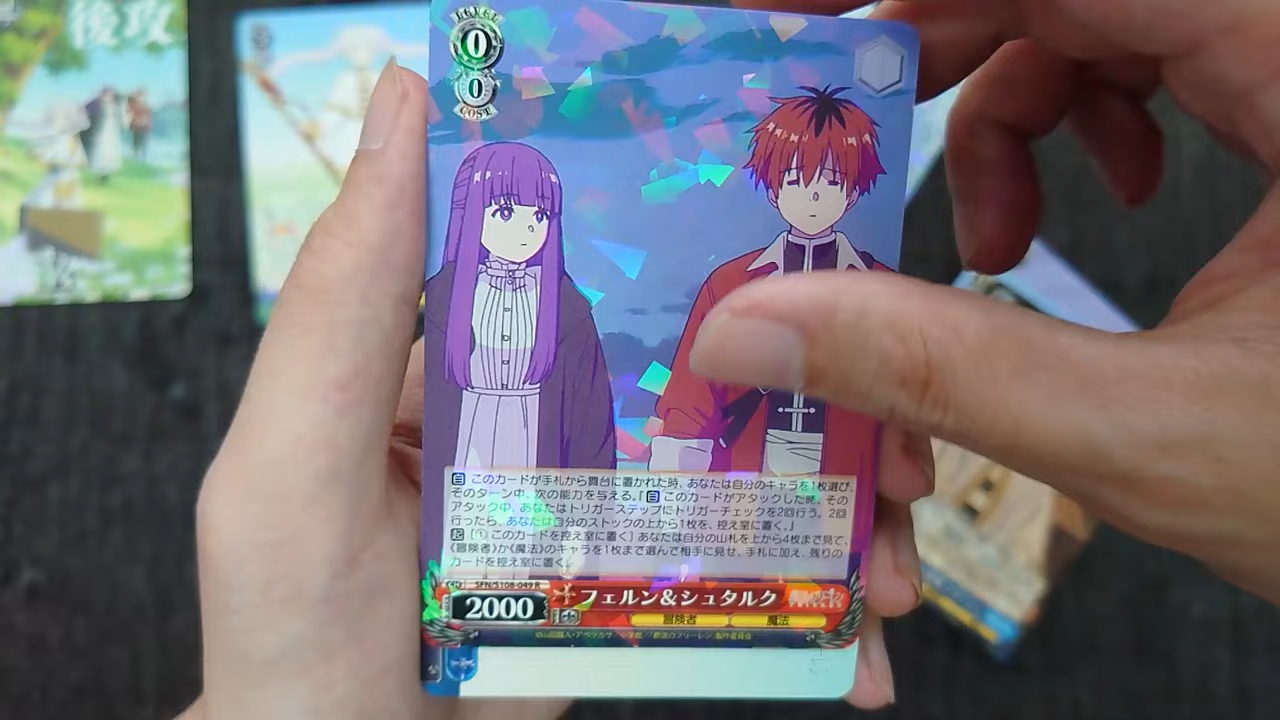 後攻
LEVEL
0
0
COST
自 このカードが手札から舞台に置かれた時、あなたは自分のキャラを1枚選び、
そのターン中、次の能力を与える。『自 このカードがアタックした時、その
アタック中、あなたはトリガーステップにトリガーチェックを2回行う。2回
行ったら、あなたは自分のストックの上から1枚を、控え室に置く。』
起 [① このカードを控え室に置く] あなたは自分の山札を上から4枚まで見て、
《冒険者》か《魔法》のキャラを1枚まで選んで相手に見せ、手札に加え、残りの
カードを控え室に置く。
SFN/S108-049 R
フェルン&シュタルク
2000
冒険者 魔法